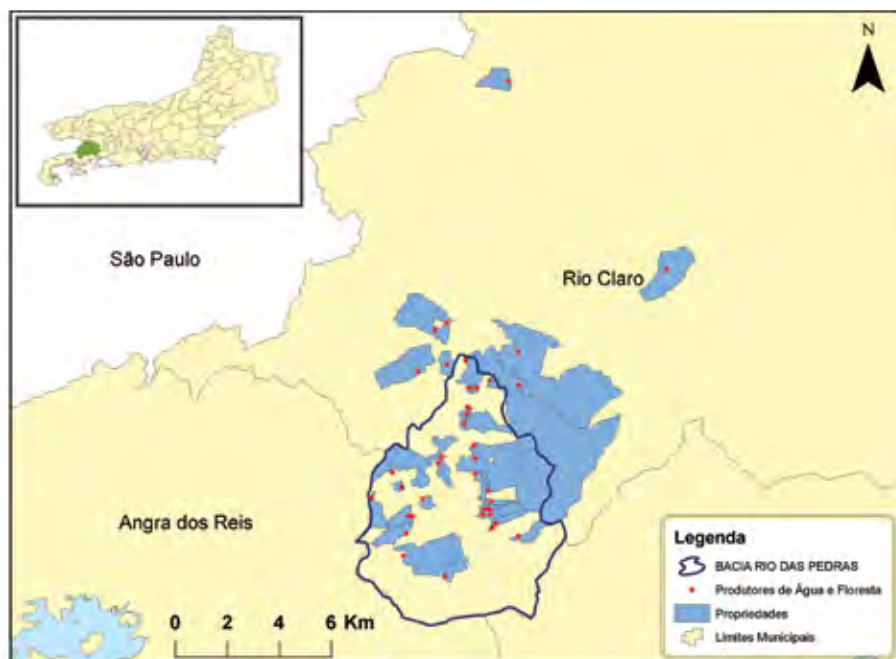 N
São Paulo
Rio Claro
Angra dos Reis
0 2 4 6 Km
Legenda
BACIA RIO DAS PEDRAS
Produtores de Água e Floresta
Propriedades
Limites Municipais